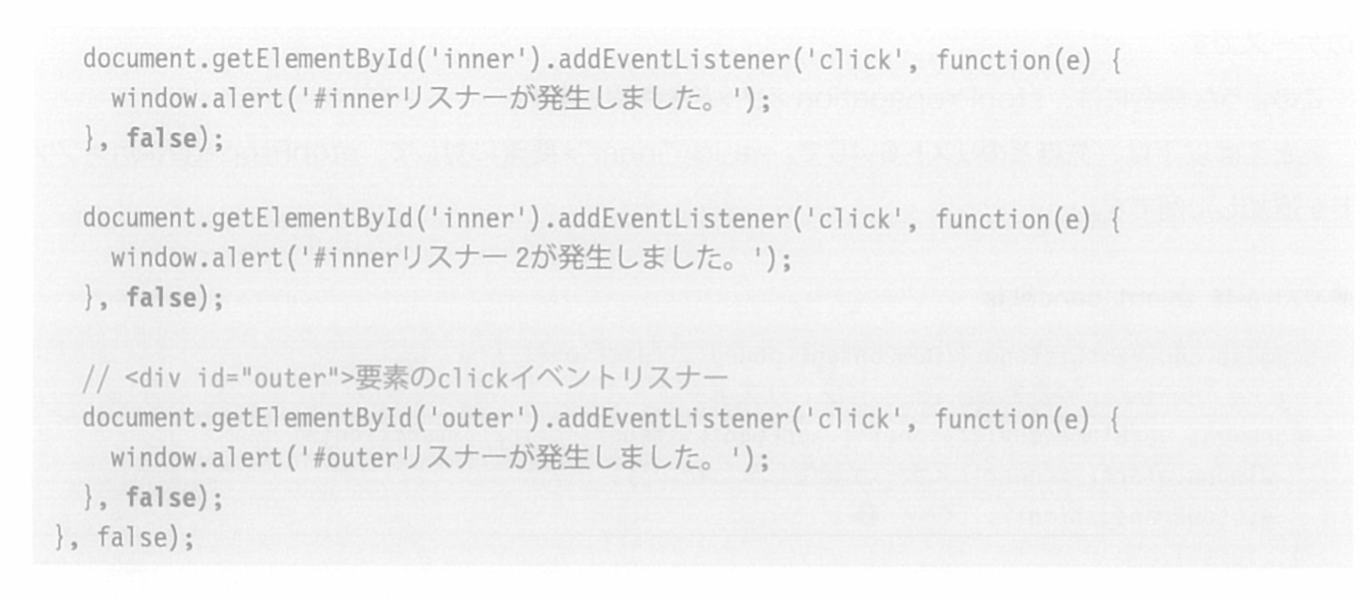 document.getElementById('inner').addEventListener('click', function(e) {
  window.alert('#innerリスナーが発生しました。');
}, false);

document.getElementById('inner').addEventListener('click', function(e) {
  window.alert('#innerリスナー 2が発生しました。');
}, false);

// <div id="outer">要素のclickイベントリスナー
document.getElementById('outer').addEventListener('click', function(e) {
  window.alert('#outerリスナーが発生しました。');
}, false);
}, false);